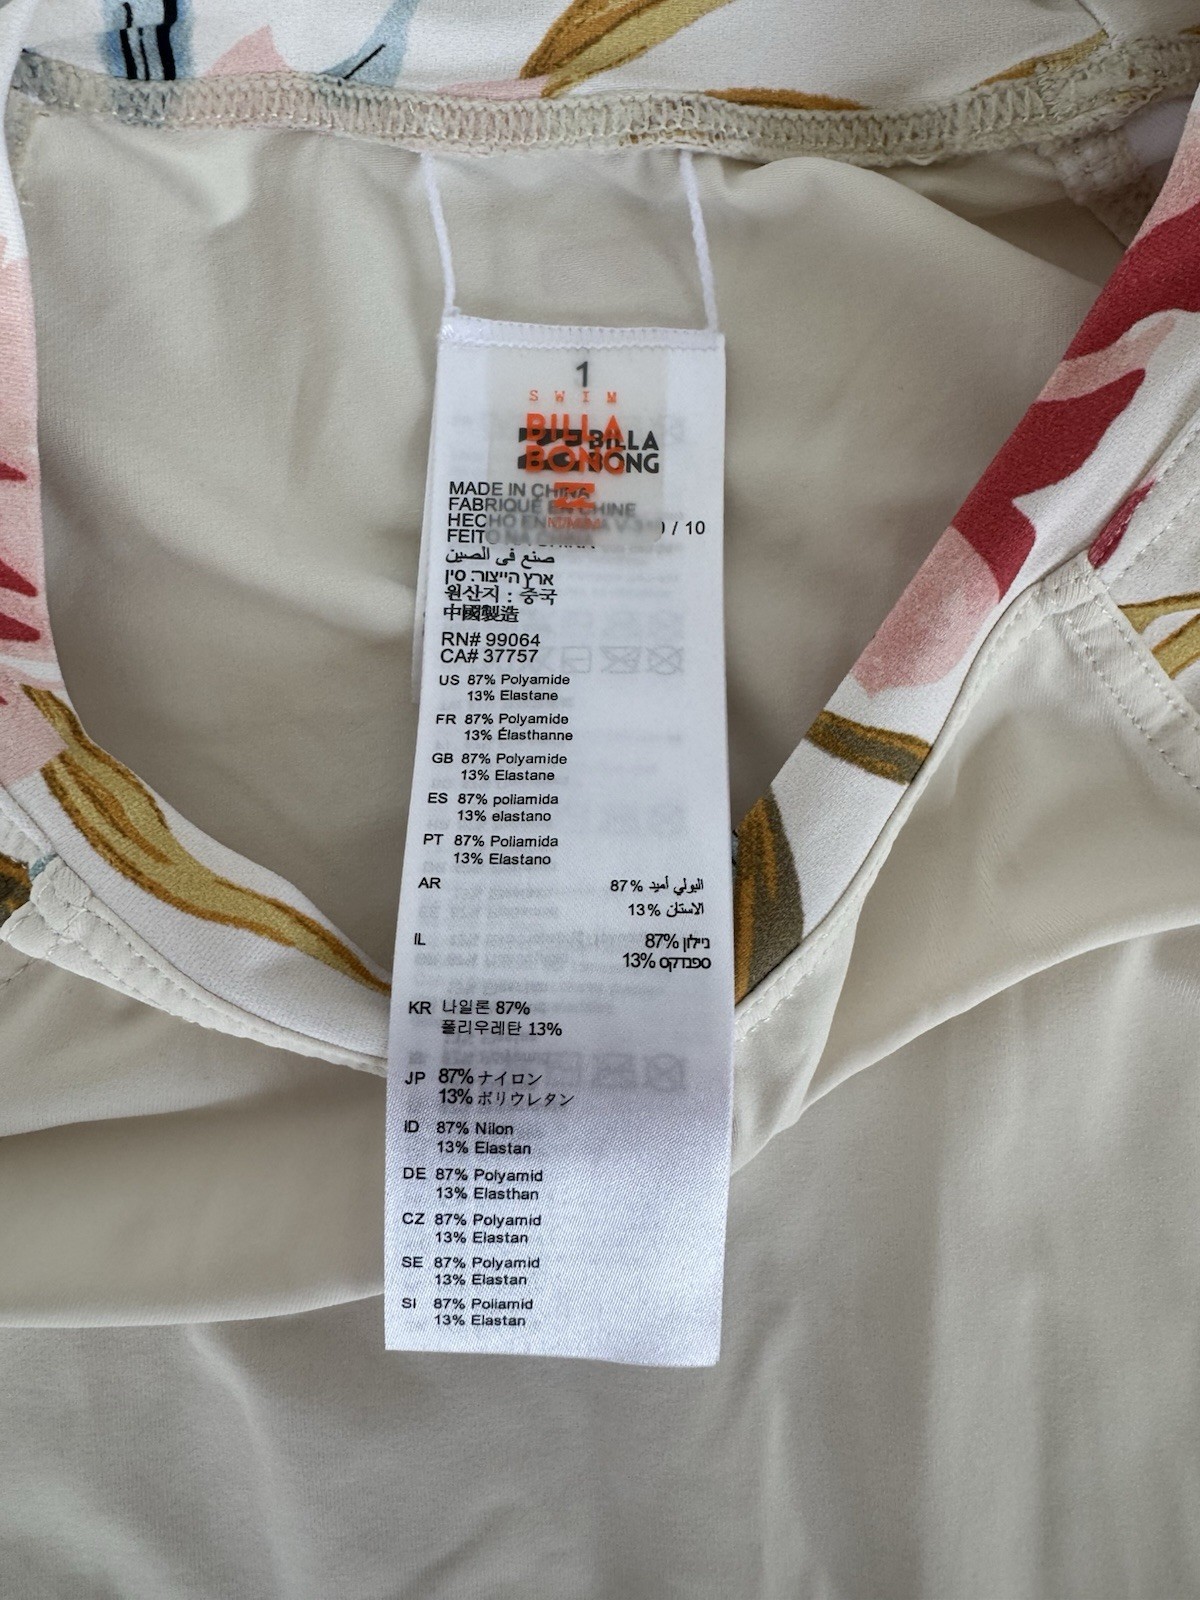 1
SWIM
BILLA
BONG
BILLA
BONG
MADE IN CHINA
FABRIQUÉ EN CHINE
HECHO EN
/ 10
FEITO NA CHINA
صنع في الصين
ארץ הייצור: סין
원산지 : 중국
中國製造
RN# 99064
CA# 37757
US 87% Polyamide
13% Elastane
FR 87% Polyamide
13% Élasthanne
GB 87% Polyamide
13% Elastane
ES 87% poliamida
13% elastano
PT 87% Poliamida
13% Elastano
AR 87% البولي أميد
13% الاستان
IL 87% ניילון
13% ספנדקס
KR 나일론 87%
폴리우레탄 13%
JP 87% ナイロン
13% ポリウレタン
ID 87% Nilon
13% Elastan
DE 87% Polyamid
13% Elasthan
CZ 87% Polyamid
13% Elastan
SE 87% Polyamid
13% Elastan
SI 87% Poliamid
13% Elastan